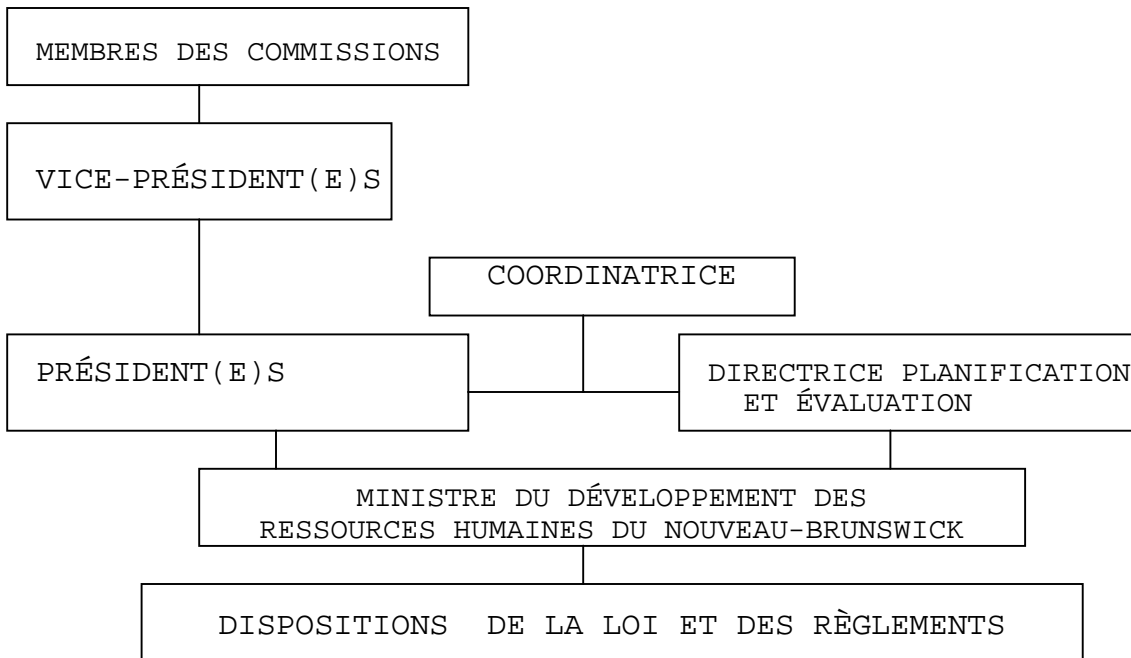 MEMBRES DES COMMISSIONS
VICE-PRÉSIDENT(E)S
COORDINATRICE
PRÉSIDENT(E)S
DIRECTRICE PLANIFICATION
ET ÉVALUATION
MINISTRE DU DÉVELOPPEMENT DES
RESSOURCES HUMAINES DU NOUVEAU-BRUNSWICK
DISPOSITIONS DE LA LOI ET DES RÈGLEMENTS